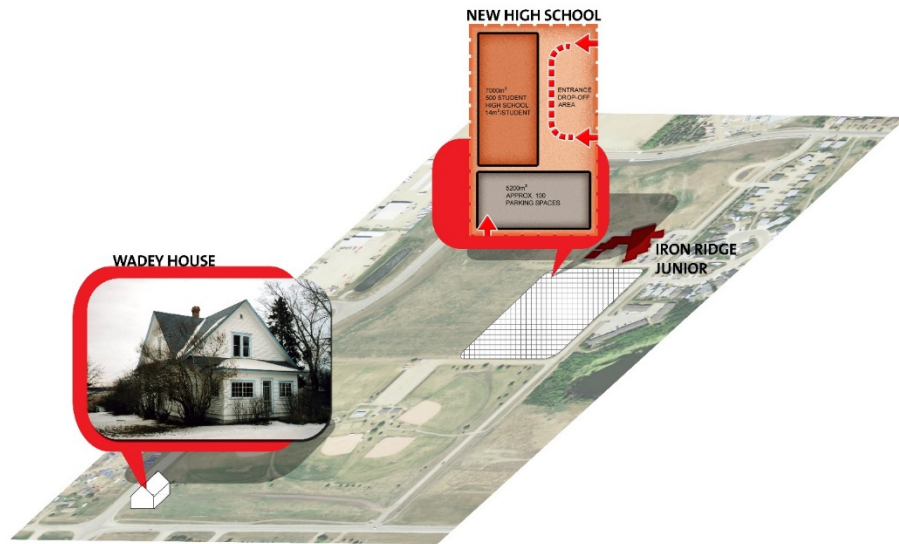 NEW HIGH SCHOOL
7000m²
500 STUDENT
HIGH SCHOOL
14m²/STUDENT
ENTRANCE
DROP-OFF
AREA
5200m²
APPROX. 100
PARKING SPACES
IRON RIDGE
JUNIOR
WADEY HOUSE